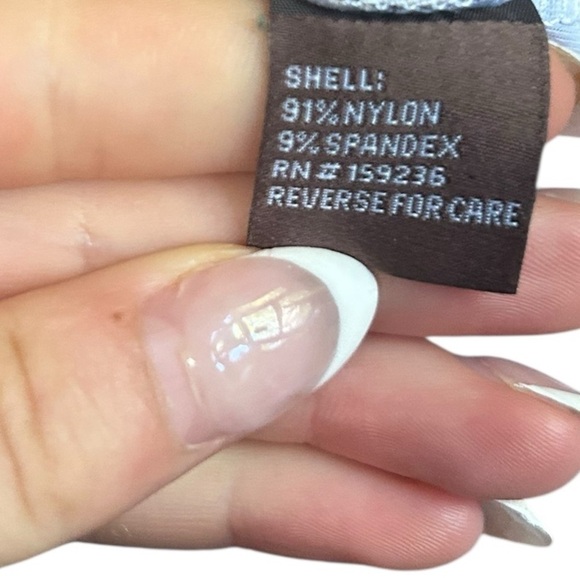 SHELL:
91% NYLON
9% SPANDEX
RN# 159236
REVERSE FOR CARE